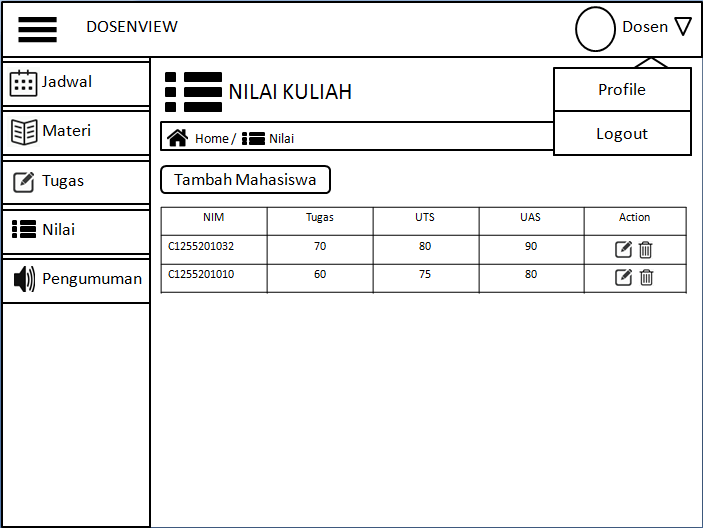 DOSENVIEW
Dosen
Profile
Logout
Jadwal
Materi
Tugas
Nilai
Pengumuman
NILAI KULIAH
Home / Nilai
Tambah Mahasiswa
NIM Tugas UTS UAS Action
C1255201032 70 80 90
C1255201010 60 75 80